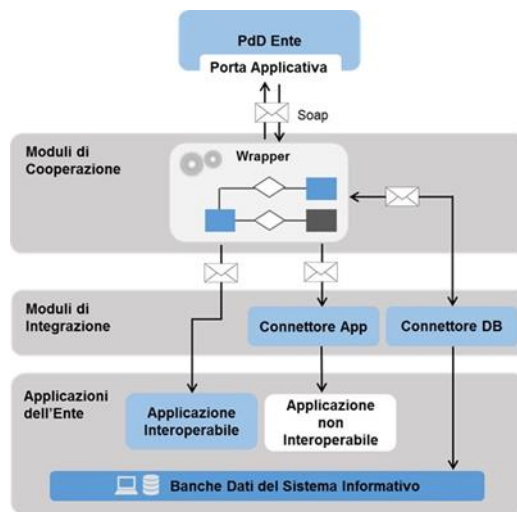 PdD Ente
Porta Applicativa
Soap
Moduli di
Cooperazione
Wrapper
Moduli di
Integrazione
Connettore App
Connettore DB
Applicazioni
dell'Ente
Applicazione
Interoperabile
Applicazione
non
Interoperabile
Banche Dati del Sistema Informativo